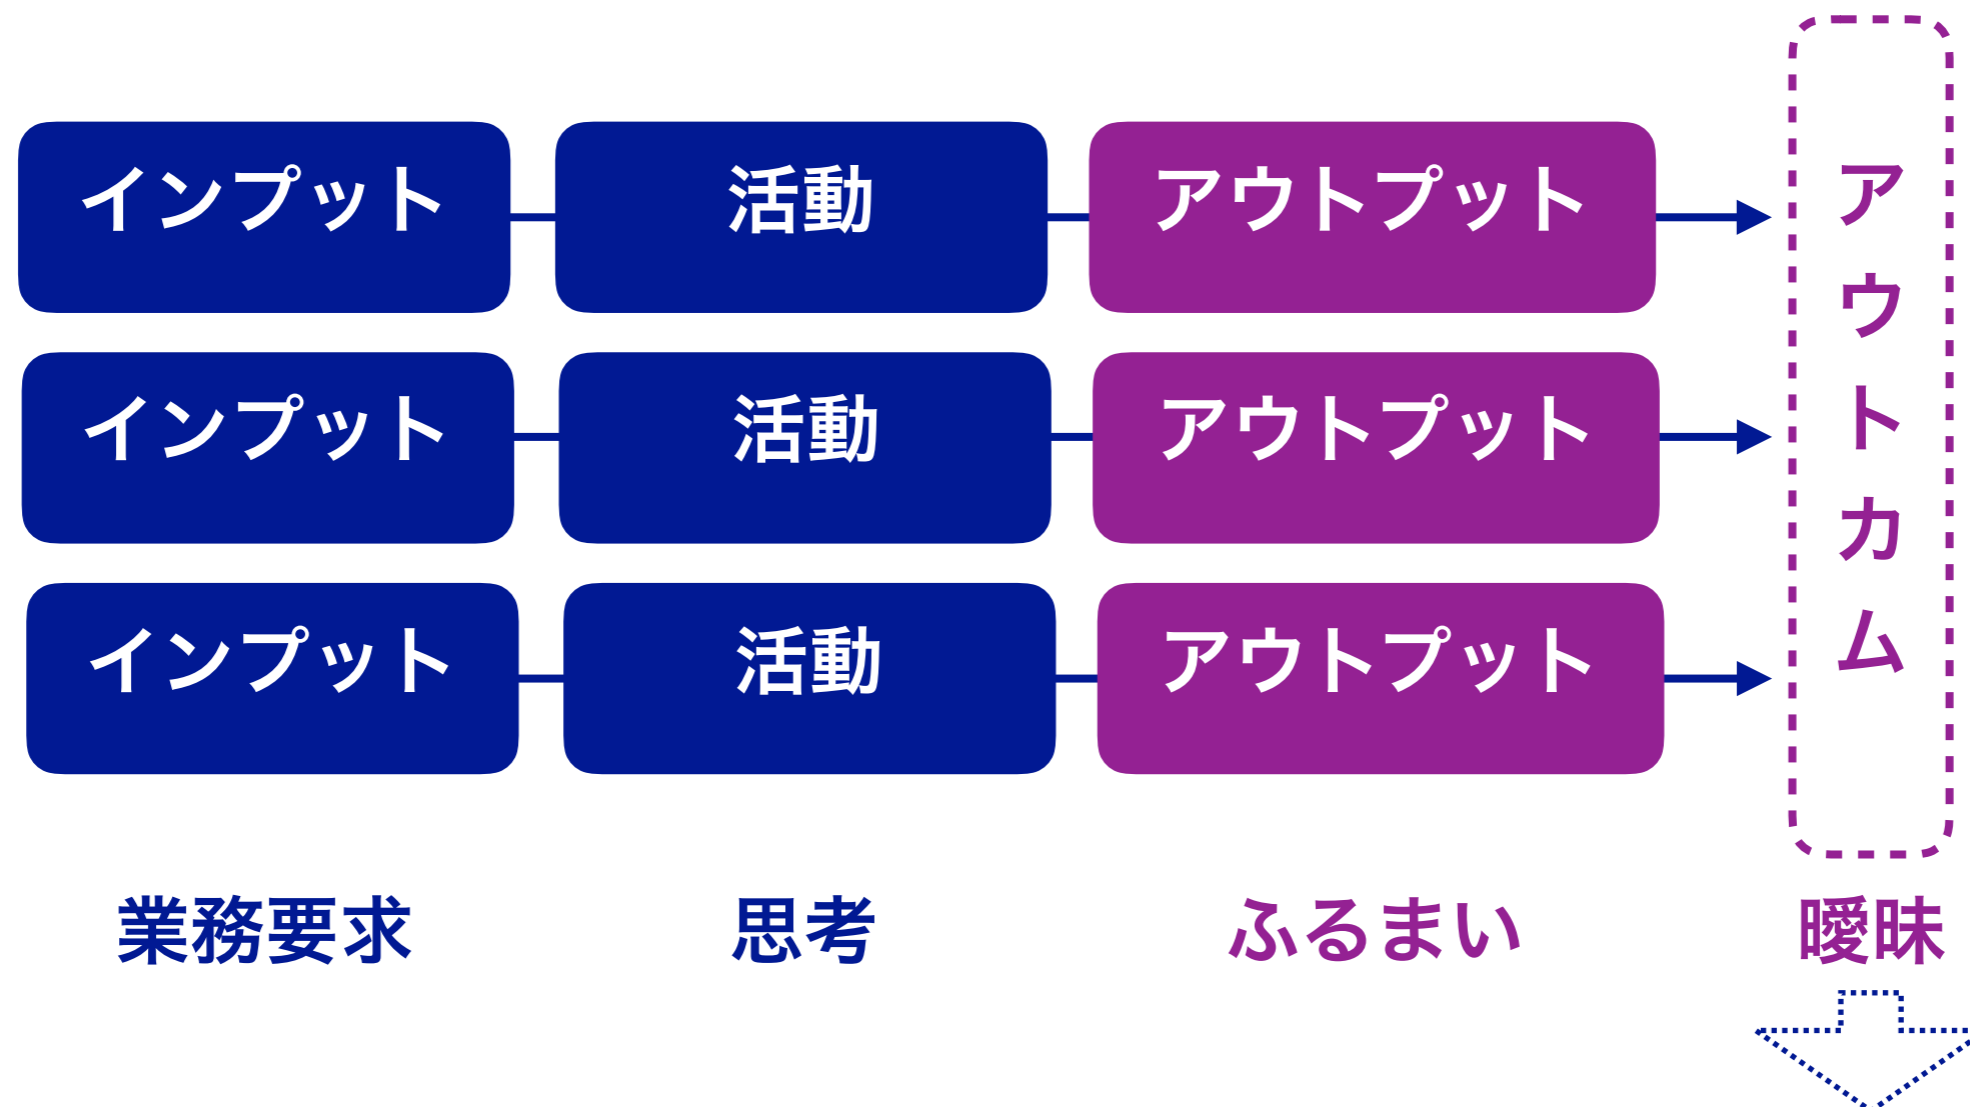 インプット
活動
アウトプット
インプット
活動
アウトプット
インプット
活動
アウトプット
アウトカム
業務要求
思考
ふるまい
曖昧